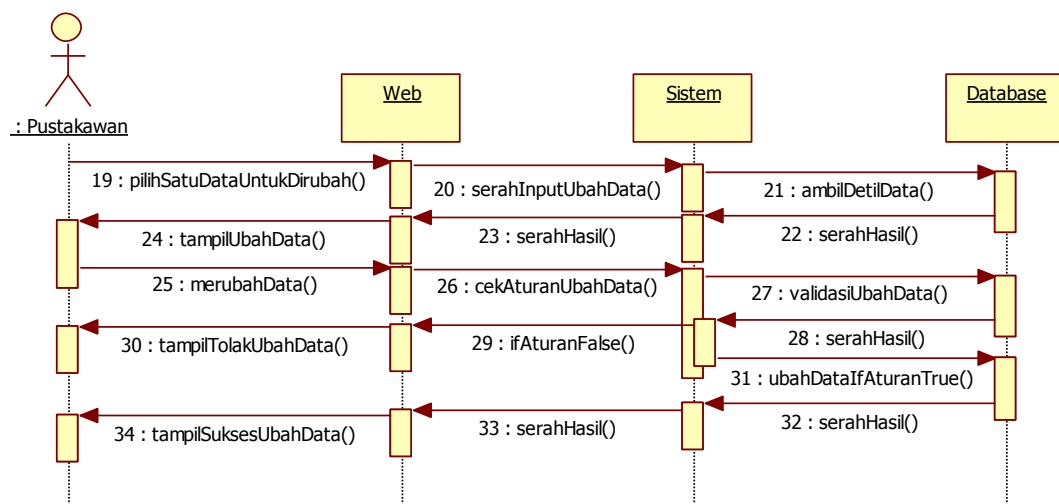 : Pustakawan
Web
Sistem
Database
19 : pilihSatuDataUntukDirubah()
20 : serahInputUbahData()
21 : ambilDetilData()
22 : serahHasil()
23 : serahHasil()
24 : tampilUbahData()
25 : merubahData()
26 : cekAturanUbahData()
27 : validasiUbahData()
28 : serahHasil()
29 : ifAturanFalse()
30 : tampilTolakUbahData()
31 : ubahDataIfAturanTrue()
32 : serahHasil()
33 : serahHasil()
34 : tampilSuksesUbahData()